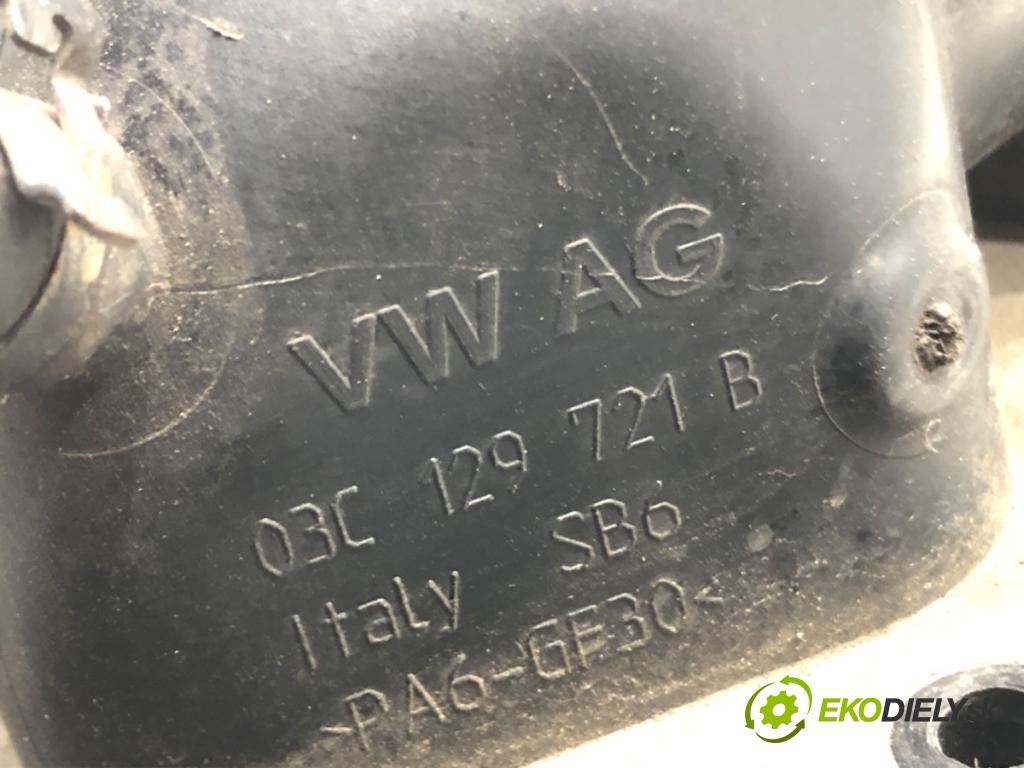 VW AG
03C 129 721 B
Italy SB6
>PA6-GF30<
EKODIELY.sk